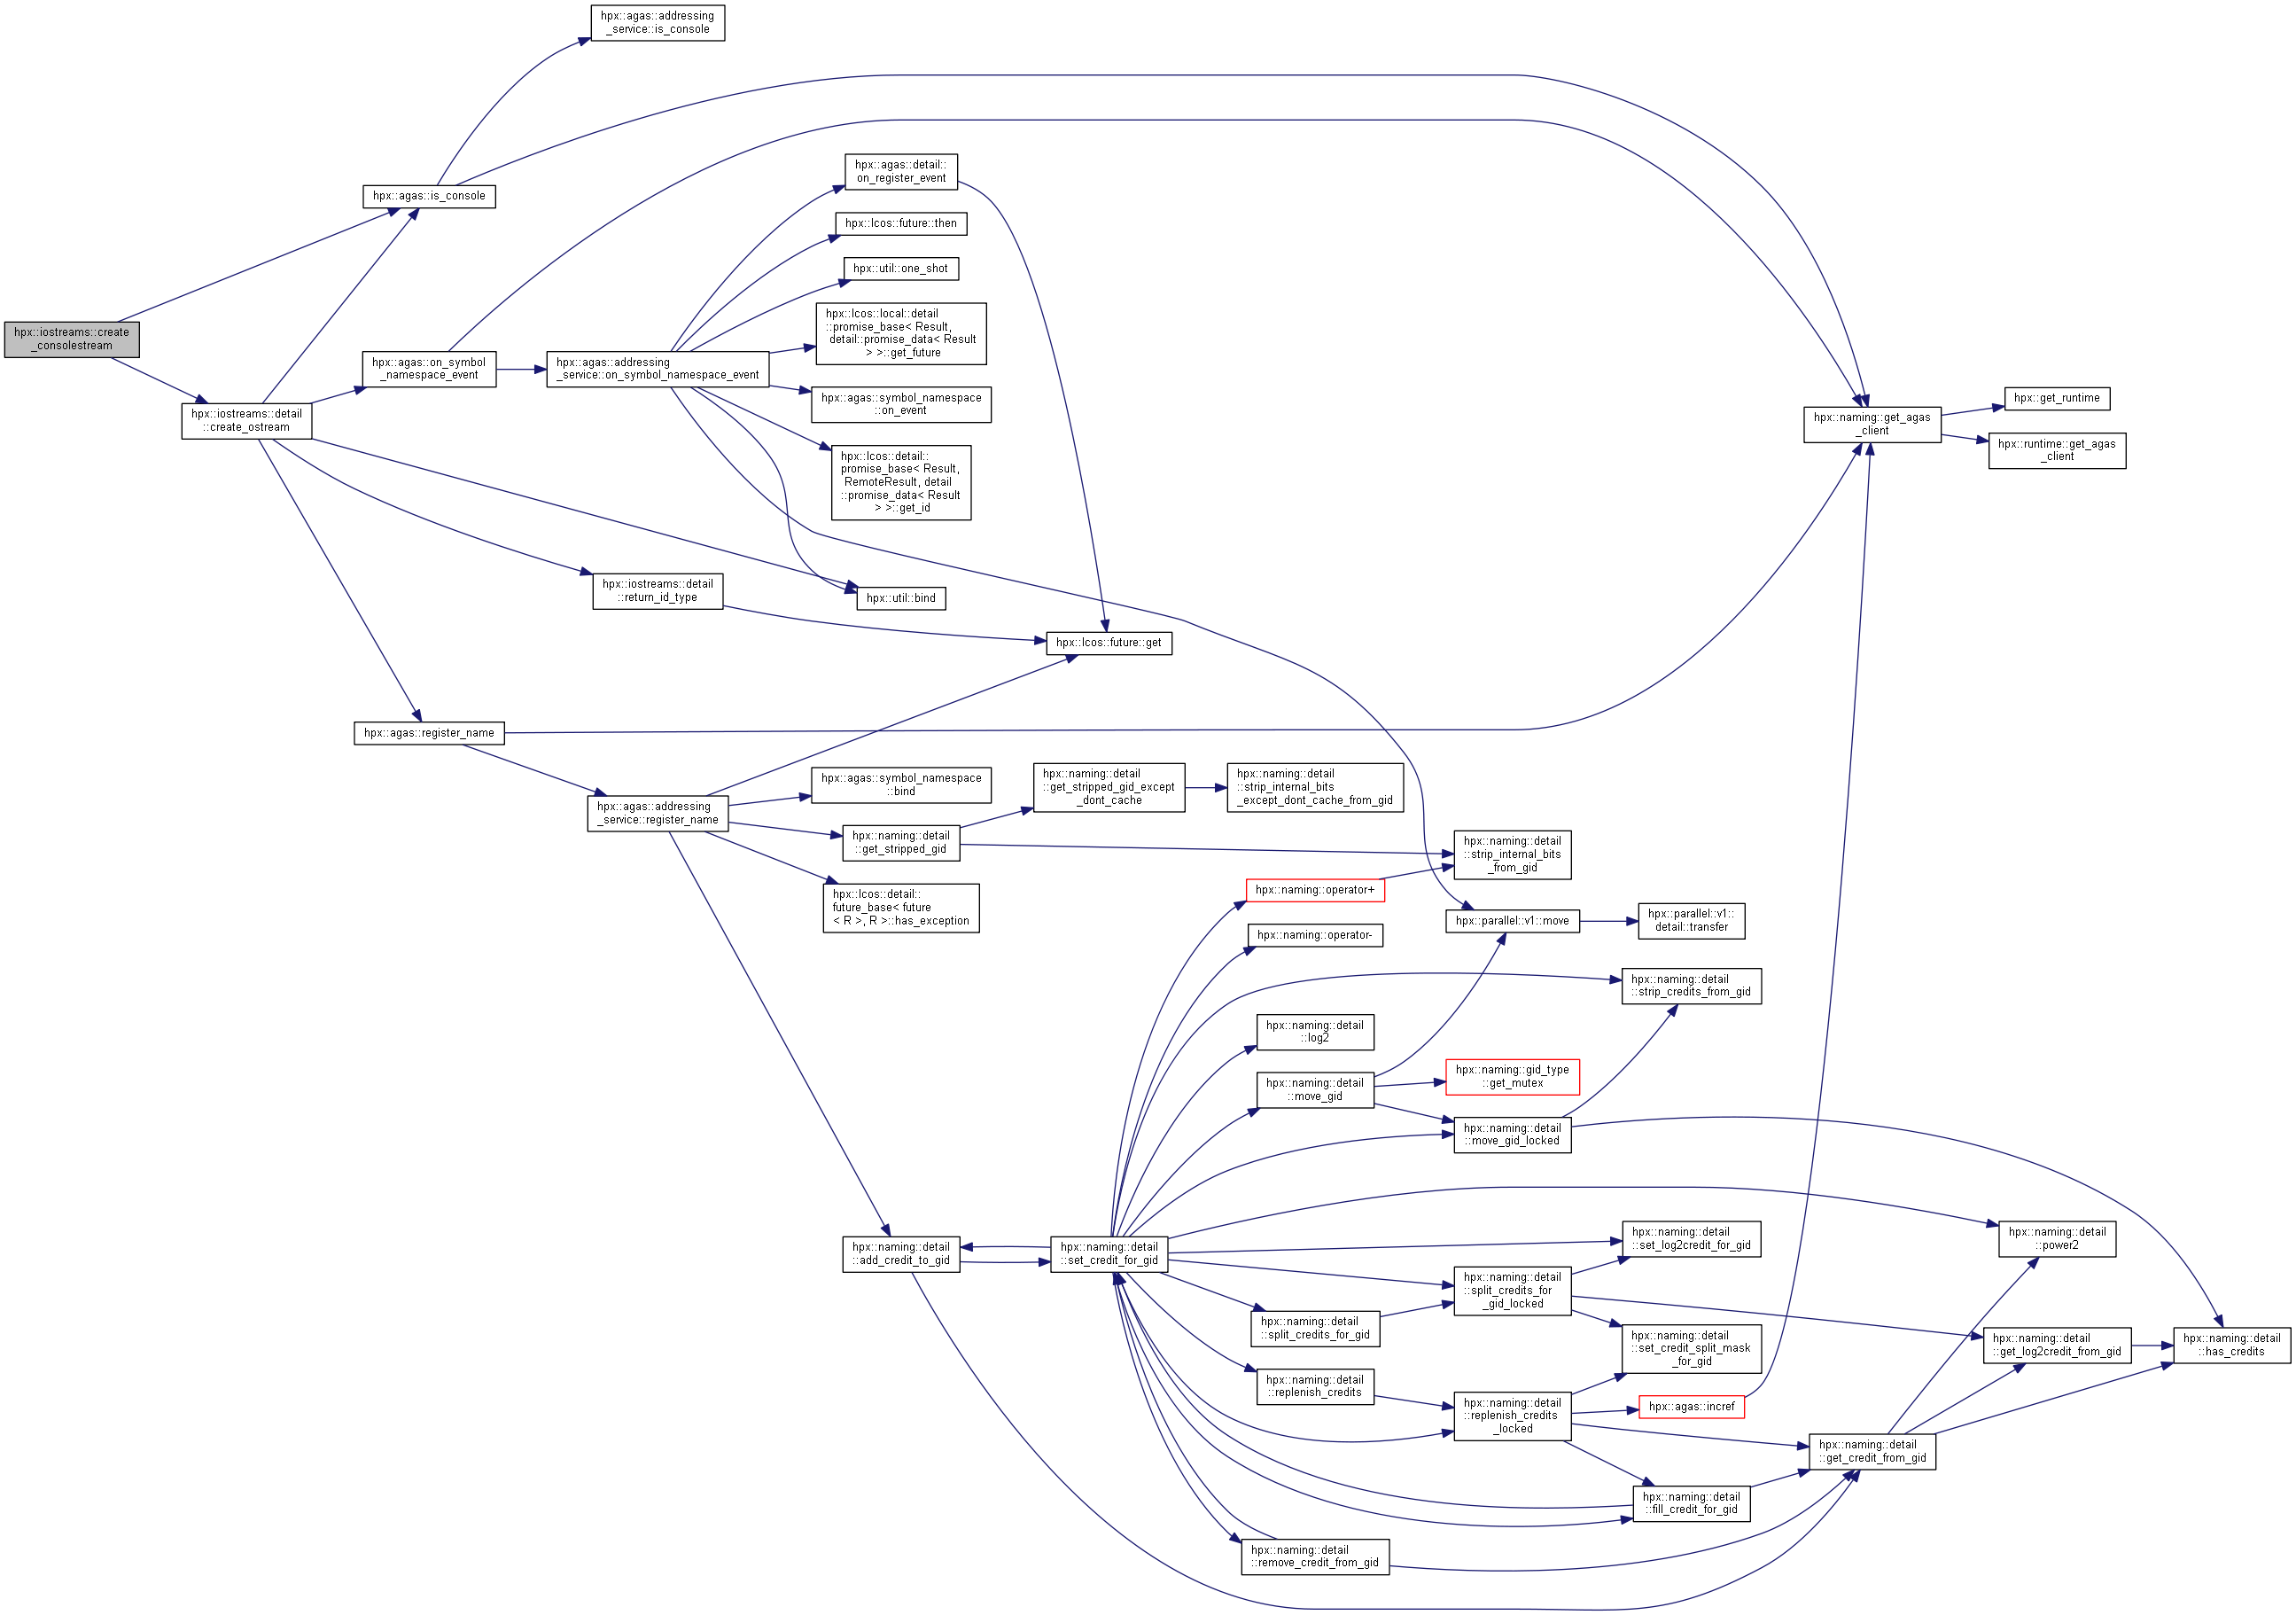 hpx::iostreams::create
_consolestream
hpx::agas::is_console
hpx::agas::addressing
_service::is_console
hpx::naming::get_agas
_client
hpx::get_runtime
hpx::runtime::get_agas
_client
hpx::iostreams::detail
::create_ostream
hpx::agas::on_symbol
_namespace_event
hpx::agas::addressing
_service::on_symbol_namespace_event
hpx::agas::detail::
on_register_event
hpx::lcos::future::then
hpx::util::one_shot
hpx::lcos::local::detail
::promise_base< Result,
detail::promise_data< Result
> >::get_future
hpx::agas::symbol_namespace
::on_event
hpx::lcos::detail::
promise_base< Result,
RemoteResult, detail
::promise_data< Result
> >::get_id
hpx::util::bind
hpx::iostreams::detail
::return_id_type
hpx::lcos::future::get
hpx::agas::register_name
hpx::agas::addressing
_service::register_name
hpx::agas::symbol_namespace
::bind
hpx::naming::detail
::get_stripped_gid
hpx::naming::detail
::get_stripped_gid_except
_dont_cache
hpx::naming::detail
::strip_internal_bits
_except_dont_cache_from_gid
hpx::naming::detail
::strip_internal_bits
_from_gid
hpx::lcos::detail::
future_base< future
< R >, R >::has_exception
hpx::naming::operator+
hpx::naming::operator-
hpx::parallel::v1::move
hpx::parallel::v1::
detail::transfer
hpx::naming::detail
::strip_credits_from_gid
hpx::naming::detail
::log2
hpx::naming::detail
::move_gid
hpx::naming::gid_type
::get_mutex
hpx::naming::detail
::move_gid_locked
hpx::naming::detail
::add_credit_to_gid
hpx::naming::detail
::set_credit_for_gid
hpx::naming::detail
::set_log2credit_for_gid
hpx::naming::detail
::power2
hpx::naming::detail
::split_credits_for
_gid_locked
hpx::naming::detail
::split_credits_for_gid
hpx::naming::detail
::set_credit_split_mask
_for_gid
hpx::naming::detail
::get_log2credit_from_gid
hpx::naming::detail
::has_credits
hpx::naming::detail
::replenish_credits
hpx::naming::detail
::replenish_credits
_locked
hpx::agas::incref
hpx::naming::detail
::get_credit_from_gid
hpx::naming::detail
::fill_credit_for_gid
hpx::naming::detail
::remove_credit_from_gid